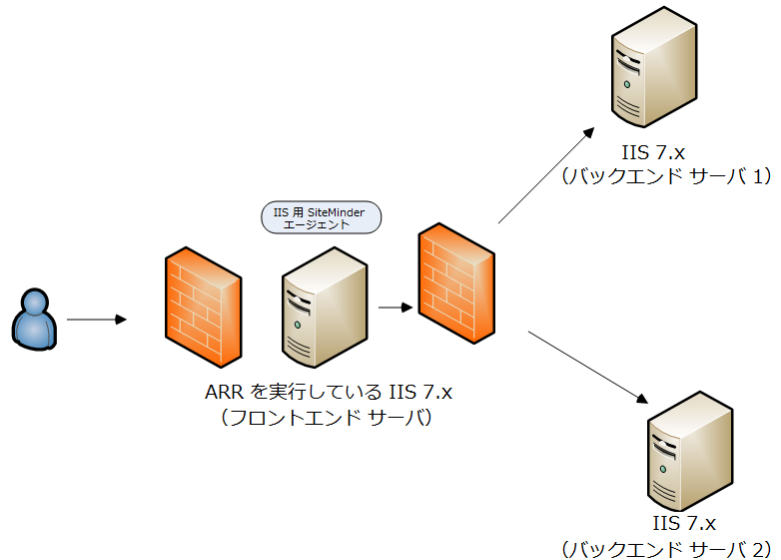 IIS 7.x
（バックエンド サーバ 1）
IIS 用 SiteMinder
エージェント
ARR を実行している IIS 7.x
（フロントエンド サーバ）
IIS 7.x
（バックエンド サーバ 2）